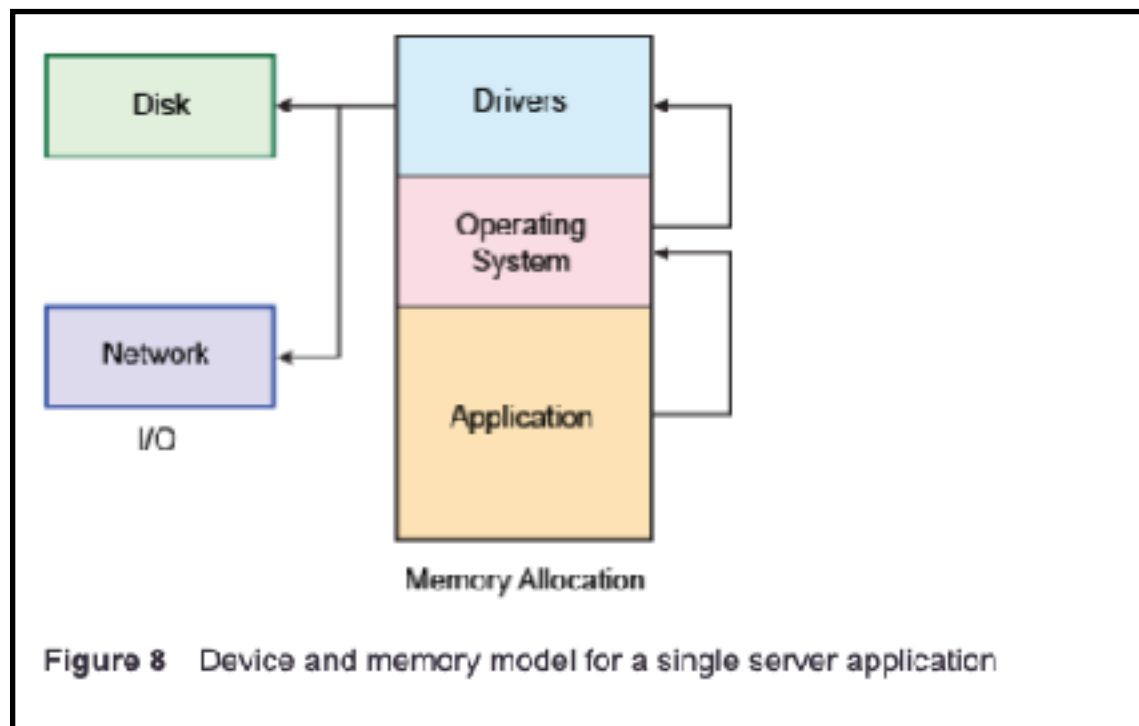 Disk
Drivers
Operating
System
Network
Application
I/O
Memory Allocation
Figure 8 Device and memory model for a single server application